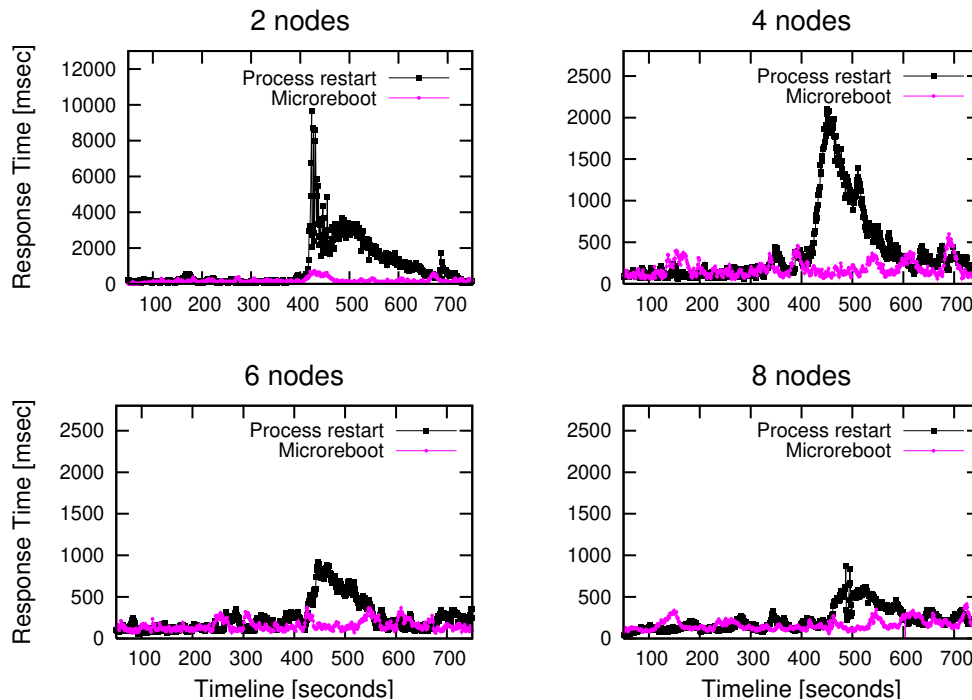 2 nodes
Response Time [msec]
12000
10000
8000
6000
4000
2000
0
Process restart
Microreboot
100 200 300 400 500 600 700
4 nodes
2500
2000
1500
1000
500
0
Process restart
Microreboot
100 200 300 400 500 600 700
6 nodes
Response Time [msec]
2500
2000
1500
1000
500
0
Process restart
Microreboot
100 200 300 400 500 600 700
Timeline [seconds]
8 nodes
2500
2000
1500
1000
500
0
Process restart
Microreboot
100 200 300 400 500 600 700
Timeline [seconds]